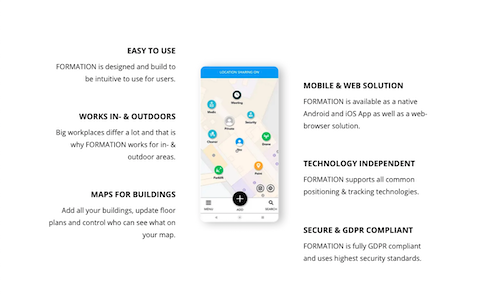 EASY TO USE
FORMATION is designed and build to
be intuitive to use for users.
WORKS IN- & OUTDOORS
Big workplaces differ a lot and that is
why FORMATION works for in- &
outdoor areas.
MAPS FOR BUILDINGS
Add all your buildings, update floor
plans and control who can see what on
your map.
LOCATION SHARING ON
Meeting
Medic
Security
Private
Cleaner
Drone
You
Forklift
MENU
ADD
SEARCH
MOBILE & WEB SOLUTION
FORMATION is available as a native
Android and iOS App as well as a web-
browser solution.
TECHNOLOGY INDEPENDENT
FORMATION supports all common
positioning & tracking technologies.
SECURE & GDPR COMPLIANT
FORMATION is fully GDPR compliant
and uses highest security standards.